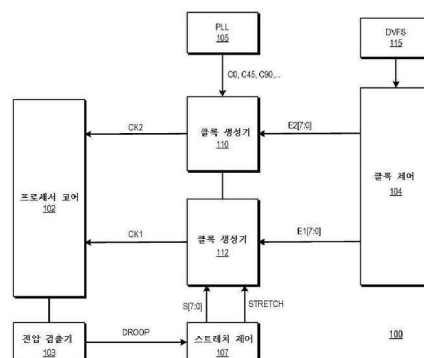 PLL
105
DVFS
115
C0, C45, C90,...
프로세서 코어
102
CK2
클록 생성기
110
E2[7:0]
클록 제어
104
CK1
클록 생성기
112
E1[7:0]
S[7:0]
STRETCH
전압 검출기
103
DROOP
스트레치 제어
107
100